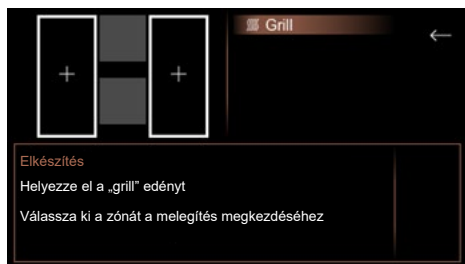 Grill
Elkészítés
Helyezze el a „grill” edényt
Válassza ki a zónát a melegítés megkezdéséhez